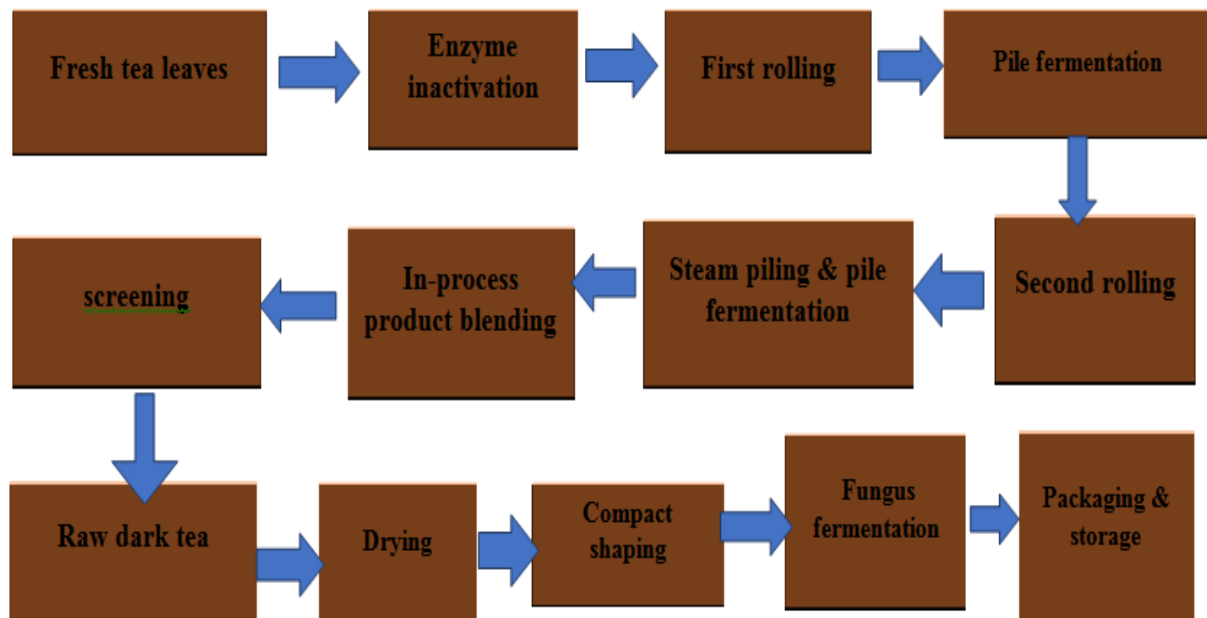 Fresh tea leaves
Enzyme
inactivation
First rolling
Pile fermentation
Second rolling
Steam piling & pile
fermentation
In-process
product blending
screening
Raw dark tea
Drying
Compact
shaping
Fungus
fermentation
Packaging &
storage